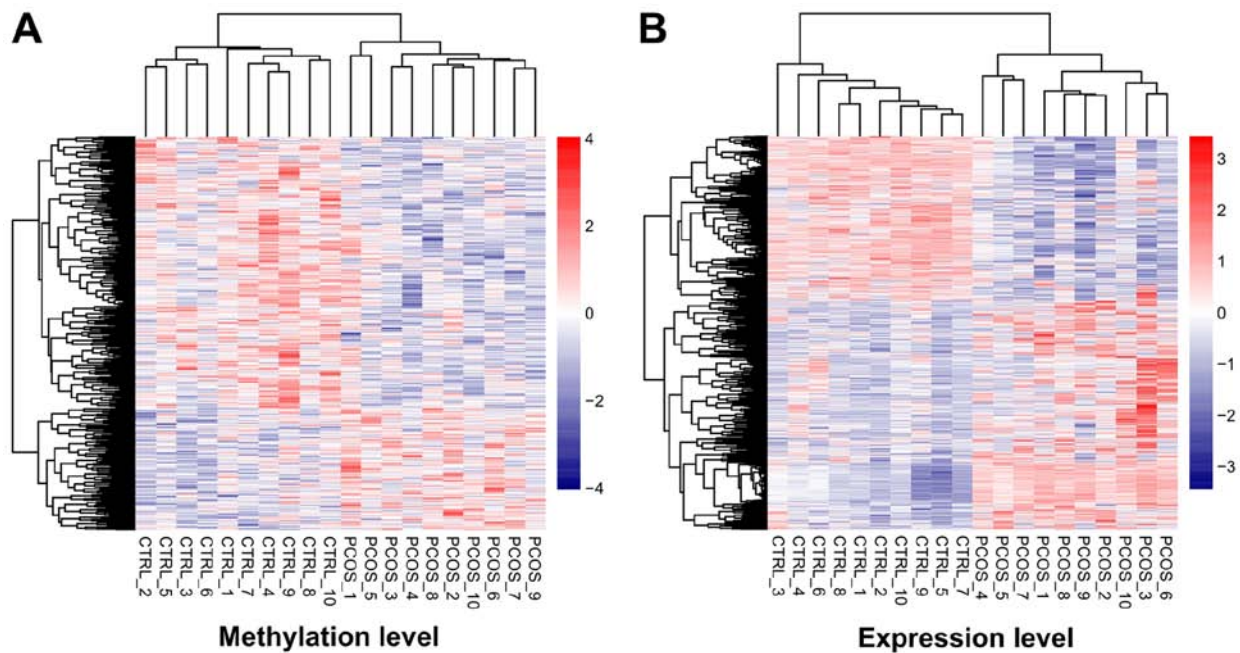 A
B
4
2
0
−2
−4
3
2
1
0
−1
−2
−3
CTRL_2
CTRL_5
CTRL_3
CTRL_6
CTRL_1
CTRL_7
CTRL_4
CTRL_9
CTRL_8
CTRL_10
PCOS_1
PCOS_5
PCOS_3
PCOS_4
PCOS_8
PCOS_2
PCOS_10
PCOS_6
PCOS_7
PCOS_9
CTRL_3
CTRL_4
CTRL_6
CTRL_8
CTRL_1
CTRL_2
CTRL_10
CTRL_9
CTRL_5
CTRL_7
PCOS_4
PCOS_5
PCOS_7
PCOS_1
PCOS_8
PCOS_9
PCOS_2
PCOS_10
PCOS_3
PCOS_6
Methylation level
Expression level